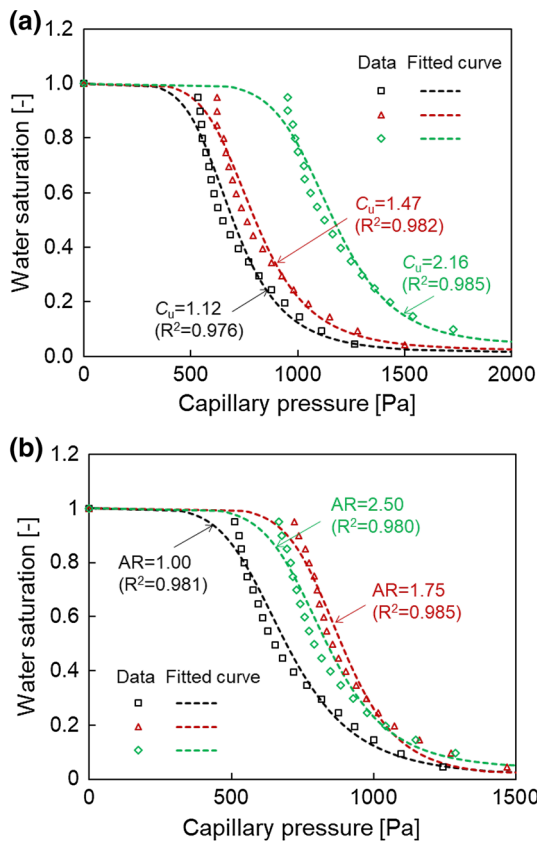 (a)
1.2
1.0
0.8
0.6
0.4
0.2
0.0
Water saturation [-]
Data Fitted curve
Cu=1.47
(R2=0.982)
Cu=2.16
(R2=0.985)
Cu=1.12
(R2=0.976)
0 500 1000 1500 2000
Capillary pressure [Pa]
(b)
1.2
1
0.8
0.6
0.4
0.2
0
Water saturation [-]
AR=2.50
(R2=0.980)
AR=1.00
(R2=0.981)
AR=1.75
(R2=0.985)
Data Fitted curve
0 500 1000 1500
Capillary pressure [Pa]